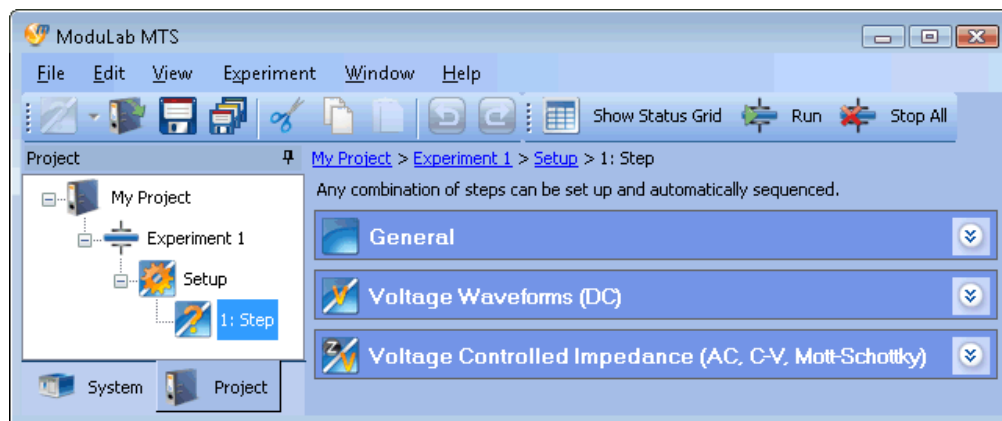 ModuLab MTS
File Edit View Experiment Window Help
Show Status Grid Run Stop All
Project
My Project > Experiment 1 > Setup > 1: Step
Any combination of steps can be set up and automatically sequenced.
My Project
Experiment 1
Setup
1: Step
General
Voltage Waveforms (DC)
Voltage Controlled Impedance (AC, C-V, Mott-Schottky)
System Project